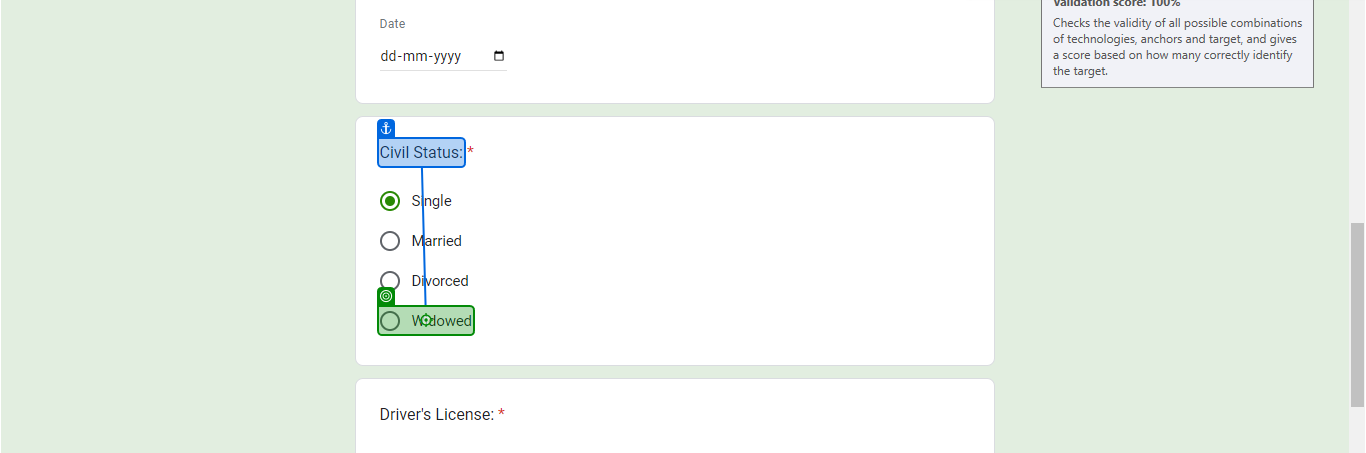 Date
dd-mm-yyyy
Validation score: 100%
Checks the validity of all possible combinations
of technologies, anchors and target, and gives
a score based on how many correctly identify
the target.
Civil Status: *
Single
Married
Divorced
Widowed
Driver's License: *